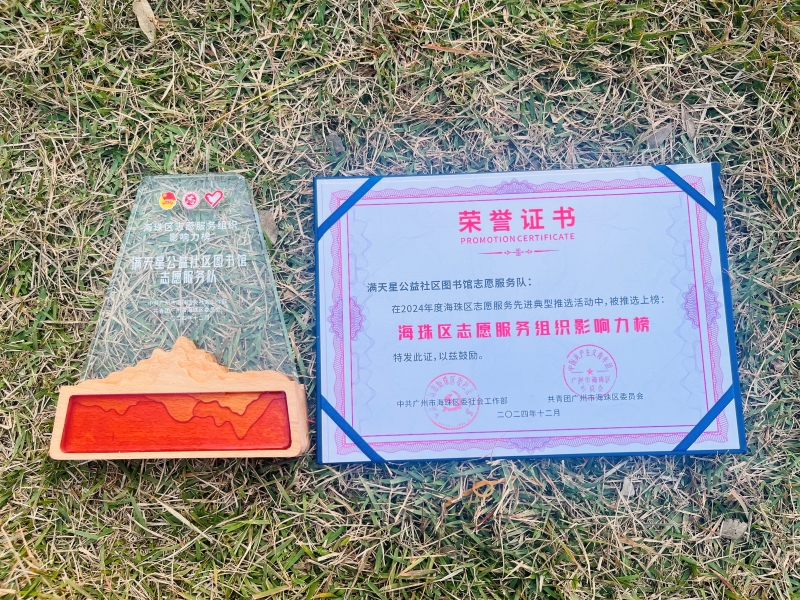 海珠区志愿服务组织
影响力榜
满天星公益社区图书馆
志愿服务队
荣誉证书
PROMOTIONCERTIFICATE
满天星公益社区图书馆志愿服务队：
在2024年度海珠区志愿服务先进典型推选活动中，被推选上榜：
海珠区志愿服务组织影响力榜
特发此证，以兹鼓励。
中共广州市海珠区委社会工作部
共青团广州市海珠区委员会
二〇二四年十二月